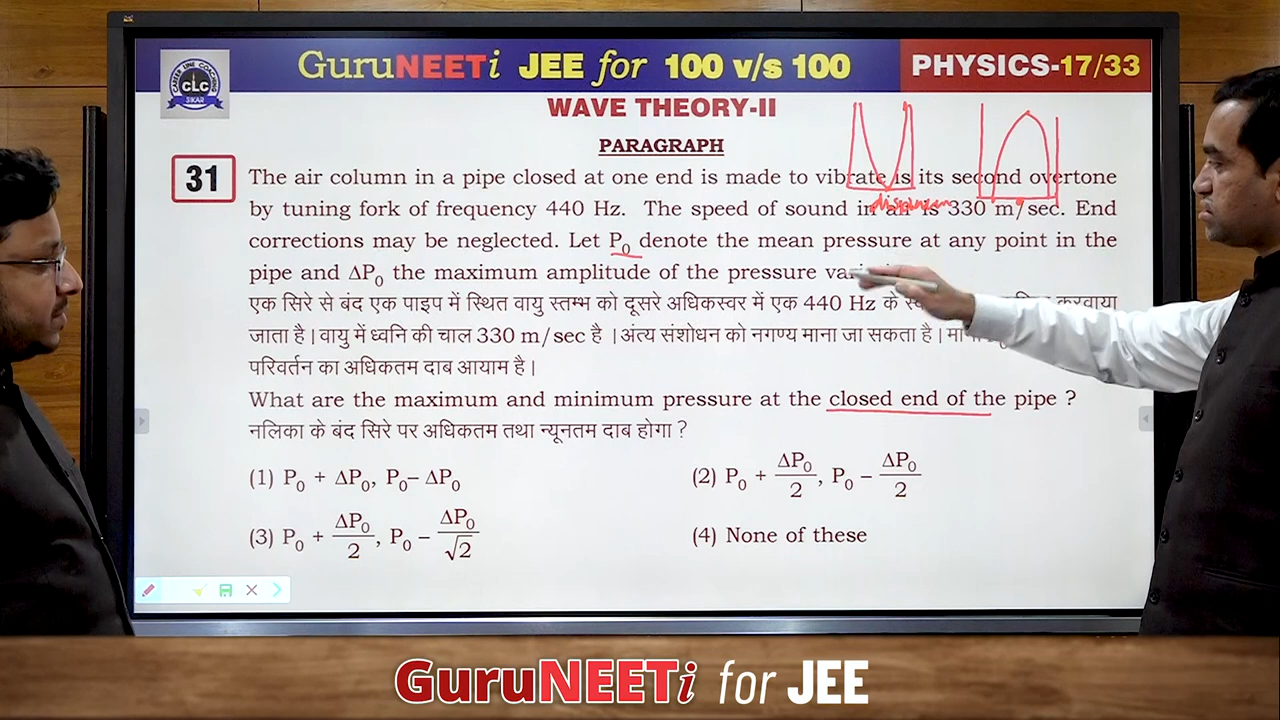 GuruNEETi JEE for 100 v/s 100
PHYSICS-17/33
CAREER LINE COACHING
CLC
SIKAR
WAVE THEORY-II
PARAGRAPH
31
The air column in a pipe closed at one end is made to vibrate is its second overtone
by tuning fork of frequency 440 Hz. The speed of sound in air is 330 m/sec. End
corrections may be neglected. Let P₀ denote the mean pressure at any point in the
pipe and ΔP₀ the maximum amplitude of the pressure
एक सिरे से बंद एक पाइप में स्थित वायु स्तम्भ को दूसरे अधिकस्वर में एक 440 Hz के करवाया
जाता है। वायु में ध्वनि की चाल 330 m/sec है । अंत्य संशोधन को नगण्य माना जा सकता है।
परिवर्तन का अधिकतम दाब आयाम है।
What are the maximum and minimum pressure at the closed end of the pipe ?
नलिका के बंद सिरे पर अधिकतम तथा न्यूनतम दाब होगा ?
(1) P₀ + ΔP₀, P₀– ΔP₀
(2) P₀ + ΔP₀/2, P₀ – ΔP₀/2
(3) P₀ + ΔP₀/2, P₀ – ΔP₀/√2
(4) None of these
GuruNEETi for JEE